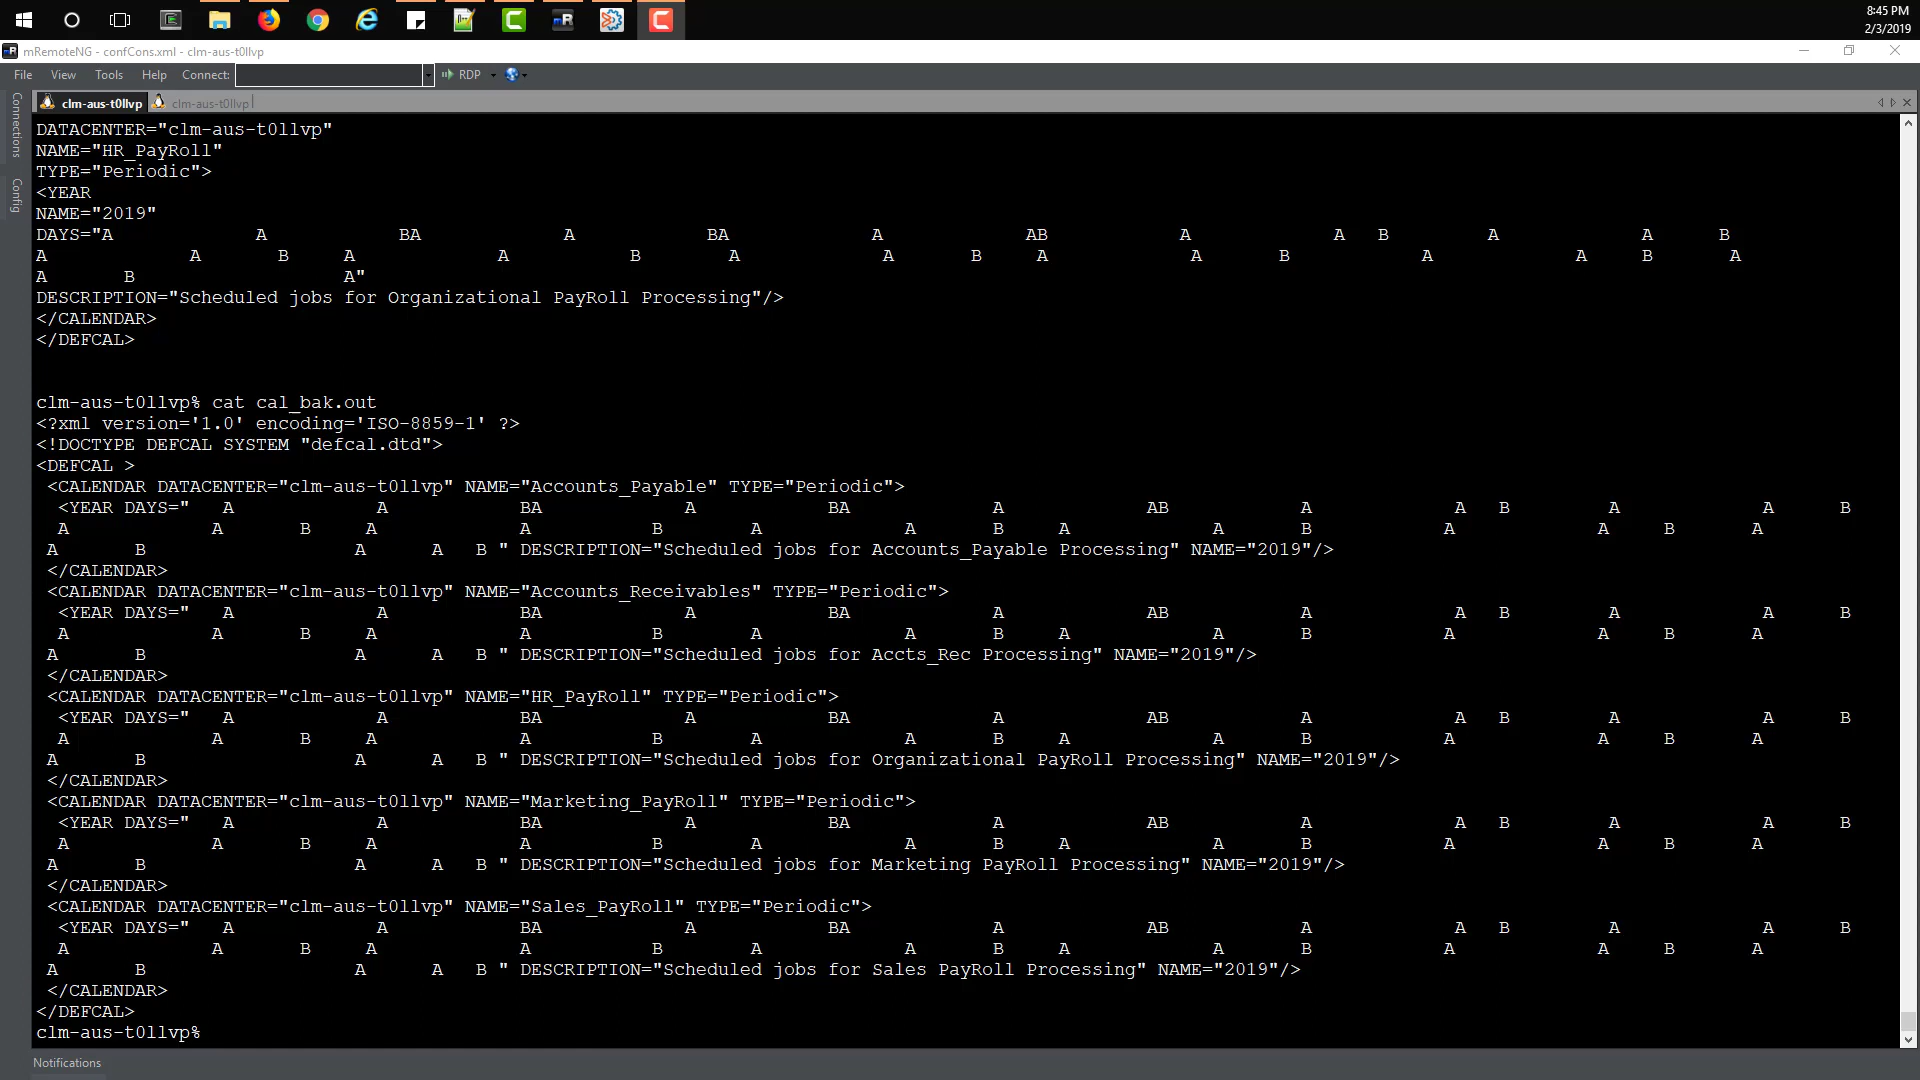 8:45 PM
2/3/2019
mRemoteNG - confCons.xml - clm-aus-t0llvp
File View Tools Help Connect: RDP
Connections
Config
clm-aus-t0llvp clm-aus-t0llvp
DATACENTER="clm-aus-t0llvp"
NAME="HR_PayRoll"
TYPE="Periodic">
<YEAR
NAME="2019"
DAYS="A A BA A BA A AB A A B A A B
A A B A A B A A B A A B A A B A
A B A"
DESCRIPTION="Scheduled jobs for Organizational PayRoll Processing"/>
</CALENDAR>
</DEFCAL>
clm-aus-t0llvp% cat cal_bak.out
<?xml version='1.0' encoding='ISO-8859-1' ?>
<!DOCTYPE DEFCAL SYSTEM "defcal.dtd">
<DEFCAL >
<CALENDAR DATACENTER="clm-aus-t0llvp" NAME="Accounts_Payable" TYPE="Periodic">
<YEAR DAYS=" A A BA A BA A AB A A B A A B
A A B A A B A A B A A B A A B A
A B A A B " DESCRIPTION="Scheduled jobs for Accounts_Payable Processing" NAME="2019"/>
</CALENDAR>
<CALENDAR DATACENTER="clm-aus-t0llvp" NAME="Accounts_Receivables" TYPE="Periodic">
<YEAR DAYS=" A A BA A BA A AB A A B A A B
A A B A A B A A B A A B A A B A
A B A A B " DESCRIPTION="Scheduled jobs for Accts_Rec Processing" NAME="2019"/>
</CALENDAR>
<CALENDAR DATACENTER="clm-aus-t0llvp" NAME="HR_PayRoll" TYPE="Periodic">
<YEAR DAYS=" A A BA A BA A AB A A B A A B
A A B A A B A A B A A B A A B A
A B A A B " DESCRIPTION="Scheduled jobs for Organizational PayRoll Processing" NAME="2019"/>
</CALENDAR>
<CALENDAR DATACENTER="clm-aus-t0llvp" NAME="Marketing_PayRoll" TYPE="Periodic">
<YEAR DAYS=" A A BA A BA A AB A A B A A B
A A B A A B A A B A A B A A B A
A B A A B " DESCRIPTION="Scheduled jobs for Marketing PayRoll Processing" NAME="2019"/>
</CALENDAR>
<CALENDAR DATACENTER="clm-aus-t0llvp" NAME="Sales_PayRoll" TYPE="Periodic">
<YEAR DAYS=" A A BA A BA A AB A A B A A B
A A B A A B A A B A A B A A B A
A B A A B " DESCRIPTION="Scheduled jobs for Sales PayRoll Processing" NAME="2019"/>
</CALENDAR>
</DEFCAL>
clm-aus-t0llvp%
Notifications